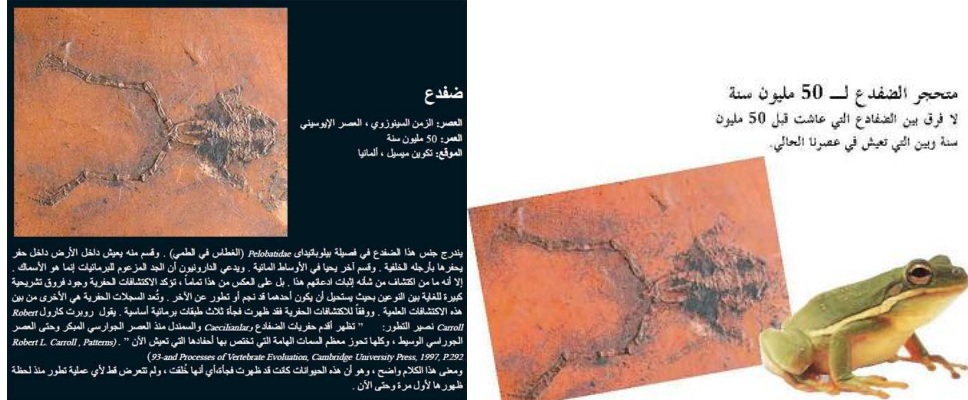 ضفدع
العصر: الزمن السينوزوي ، العصر الإيوسيني
العمر: 50 مليون سنة
الموقع: تكوين ميسيل ، ألمانيا
يندرج جنس هذا الضفدع في فصيلة بيلوباتيداى Pelobatidae (الغطاس في الطمي) . وقسم منه يعيش داخل الأرض داخل حفر
يحفرها بأرجله الخلفية . وقسم آخر يحيا في الأوساط المائية . ويدعي الداروينيون أن الجد المزعوم للبرمائيات إنما هو الأسماك .
إلا أنه ما من اكتشاف من شأنه إثبات ادعائهم هذا . بل على العكس من هذا تماماً ، تؤكد الاكتشافات الحفرية وجود فروق تشريحية
كبيرة للغاية بين النوعين بحيث يستحيل أن يكون أحدهما قد نجم أو تطور عن الآخر . وتُعد السجلات الحفرية هي الأخرى من بين
هذه الاكتشافات العلمية . ووفقاً للاكتشافات الحفرية فقد ظهرت فجأة ثلاث طبقات برمائية أساسية . يقول روبرت كارول Robert
Carroll نصير التطور: " تظهر أقدم حفريات الضفادع وCaecilianlar والسمندل منذ العصر الجوارسي المبكر وحتى العصر
الجوراسي الوسيط ، وكلها تحوز معظم السمات الهامة التي تختص بها أحفادها التي تعيش الآن " . (Robert L. Carroll , Patterns
93-and Processes of Vertebrate Evoluation, Cambridge University Press, 1997, P.292)
ومعنى هذا الكلام واضح ، وهو أن هذه الحيوانات كانت قد ظهرت فجأة،أي أنها خُلقت ، ولم تتعرض قط لأي عملية تطور منذ لحظة
ظهورها لأول مرة وحتى الآن .
متحجر الضفدع لــ 50 مليون سنة
لا فرق بين الضفادع التي عاشت قبل 50 مليون
سنة وبين التي تعيش في عصرنا الحالي.